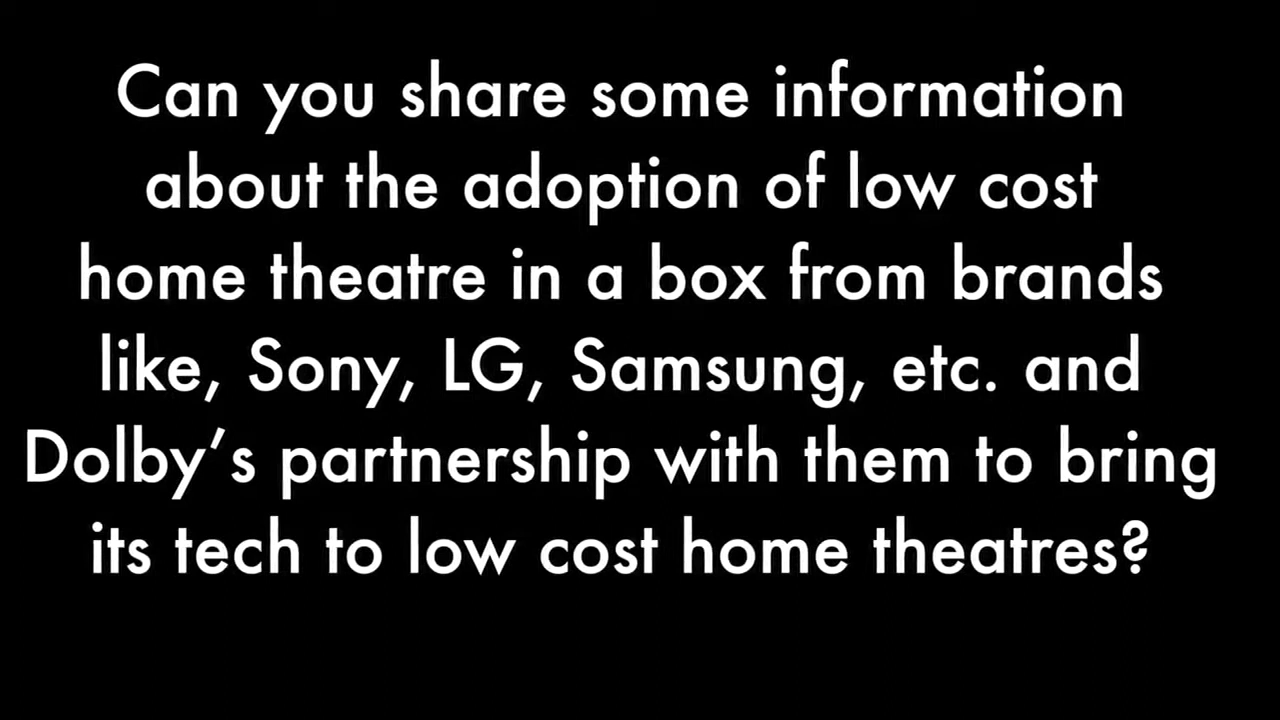 Can you share some information
about the adoption of low cost
home theatre in a box from brands
like, Sony, LG, Samsung, etc. and
Dolby’s partnership with them to bring
its tech to low cost home theatres?